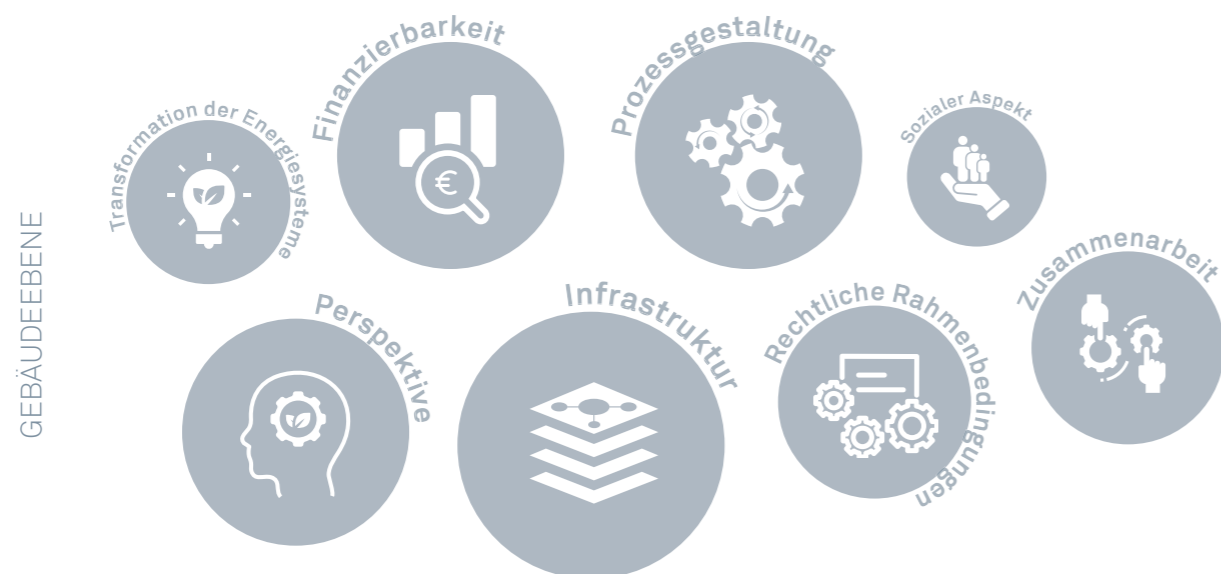 GEBÄUDEEBENE
Transformation der Energiesysteme
Finanzierbarkeit
Prozessgestaltung
Sozialer Aspekt
Perspektive
Infrastruktur
Rechtliche Rahmenbedingungen
Zusammenarbeit
€